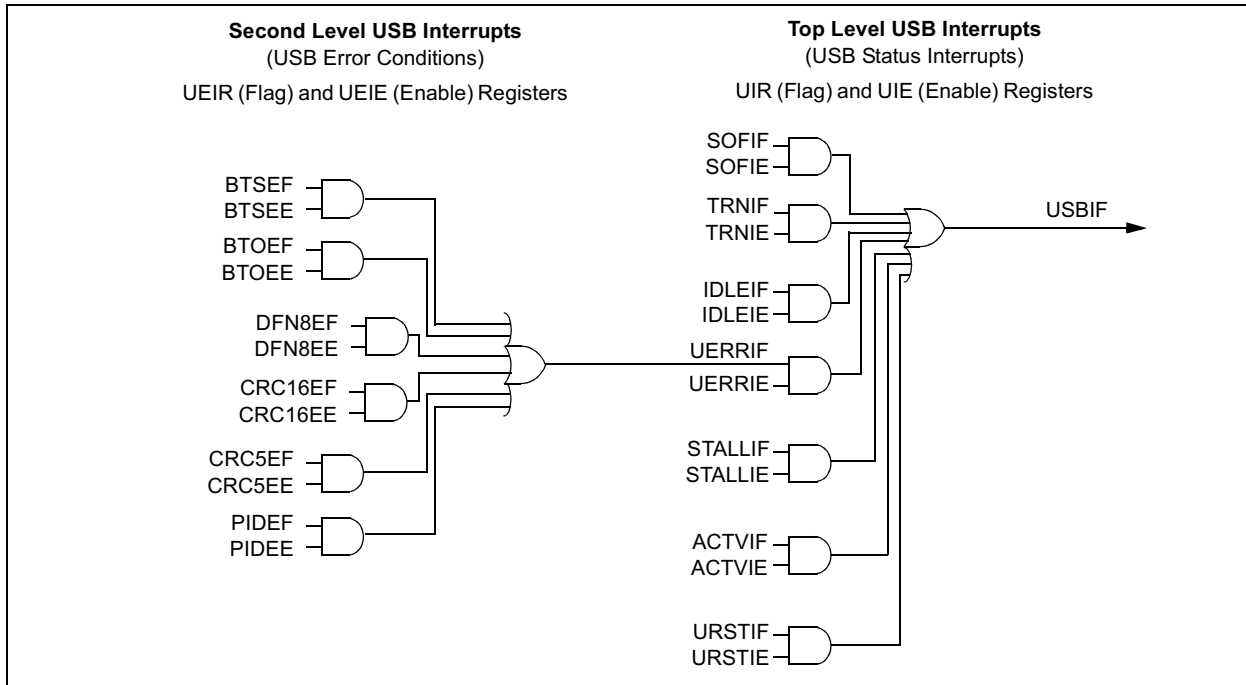 Second Level USB Interrupts
(USB Error Conditions)
UEIR (Flag) and UEIE (Enable) Registers
BTSEF
BTSEE
BTOEF
BTOEE
DFN8EF
DFN8EE
CRC16EF
CRC16EE
CRC5EF
CRC5EE
PIDEF
PIDEE
Top Level USB Interrupts
(USB Status Interrupts)
UIR (Flag) and UIE (Enable) Registers
SOFIF
SOFIE
TRNIF
TRNIE
IDLEIF
IDLEIE
UERRIF
UERRIE
STALLIF
STALLIE
ACTVIF
ACTVIE
URSTIF
URSTIE
USBIF